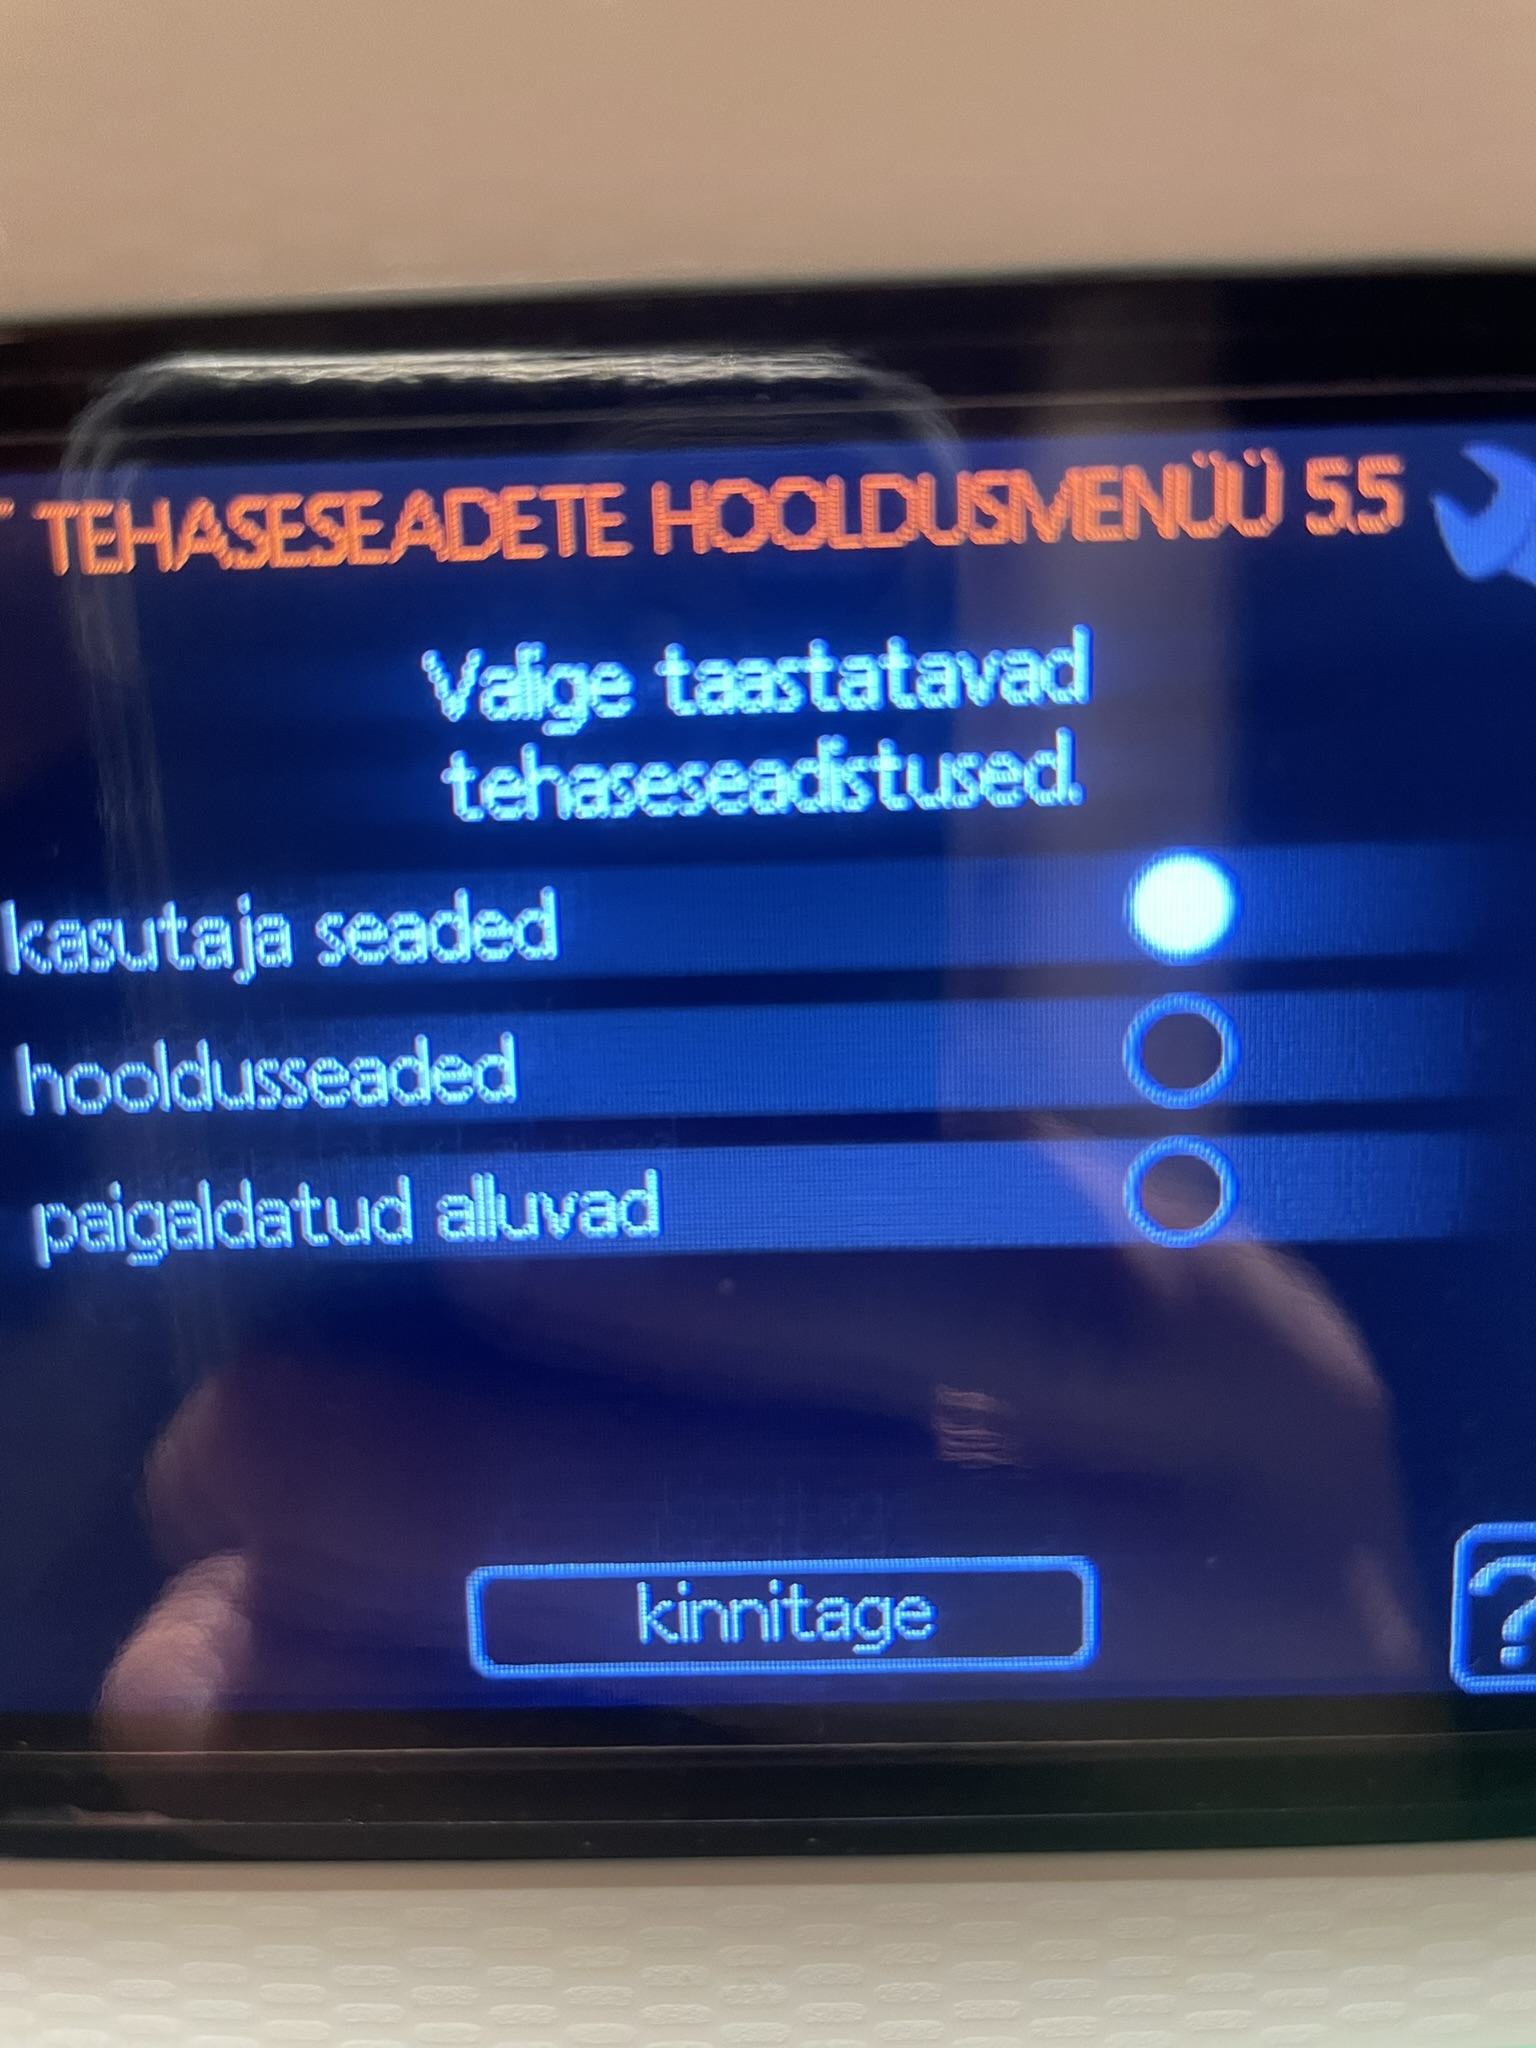 TEHASESEADETE HOOLDUSMENÜÜ 5.5
Valige taastatavad
tehaseseadistused.
kasutaja seaded
hooldusseaded
paigaldatud alluvad
kinnitage
?